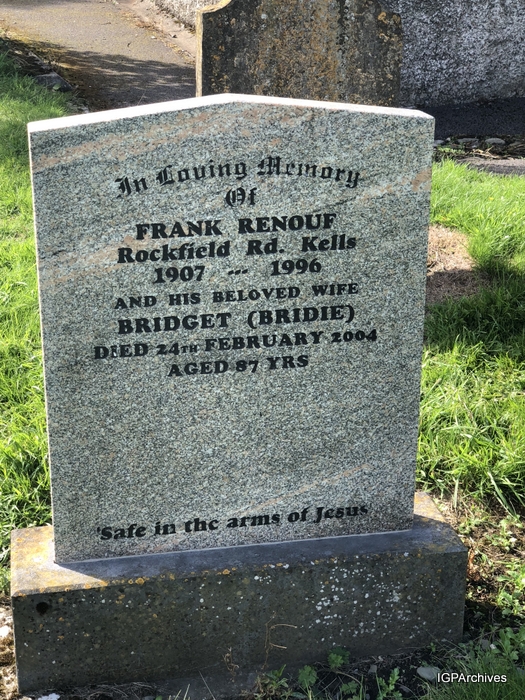 In Loving Memory
Of
FRANK RENOUF
Rockfield Rd. Kells
1907 --- 1996
AND HIS BELOVED WIFE
BRIDGET (BRIDIE)
DIED 24TH FEBRUARY 2004
AGED 87 YRS
'Safe in the arms of Jesus'
IGPArchives